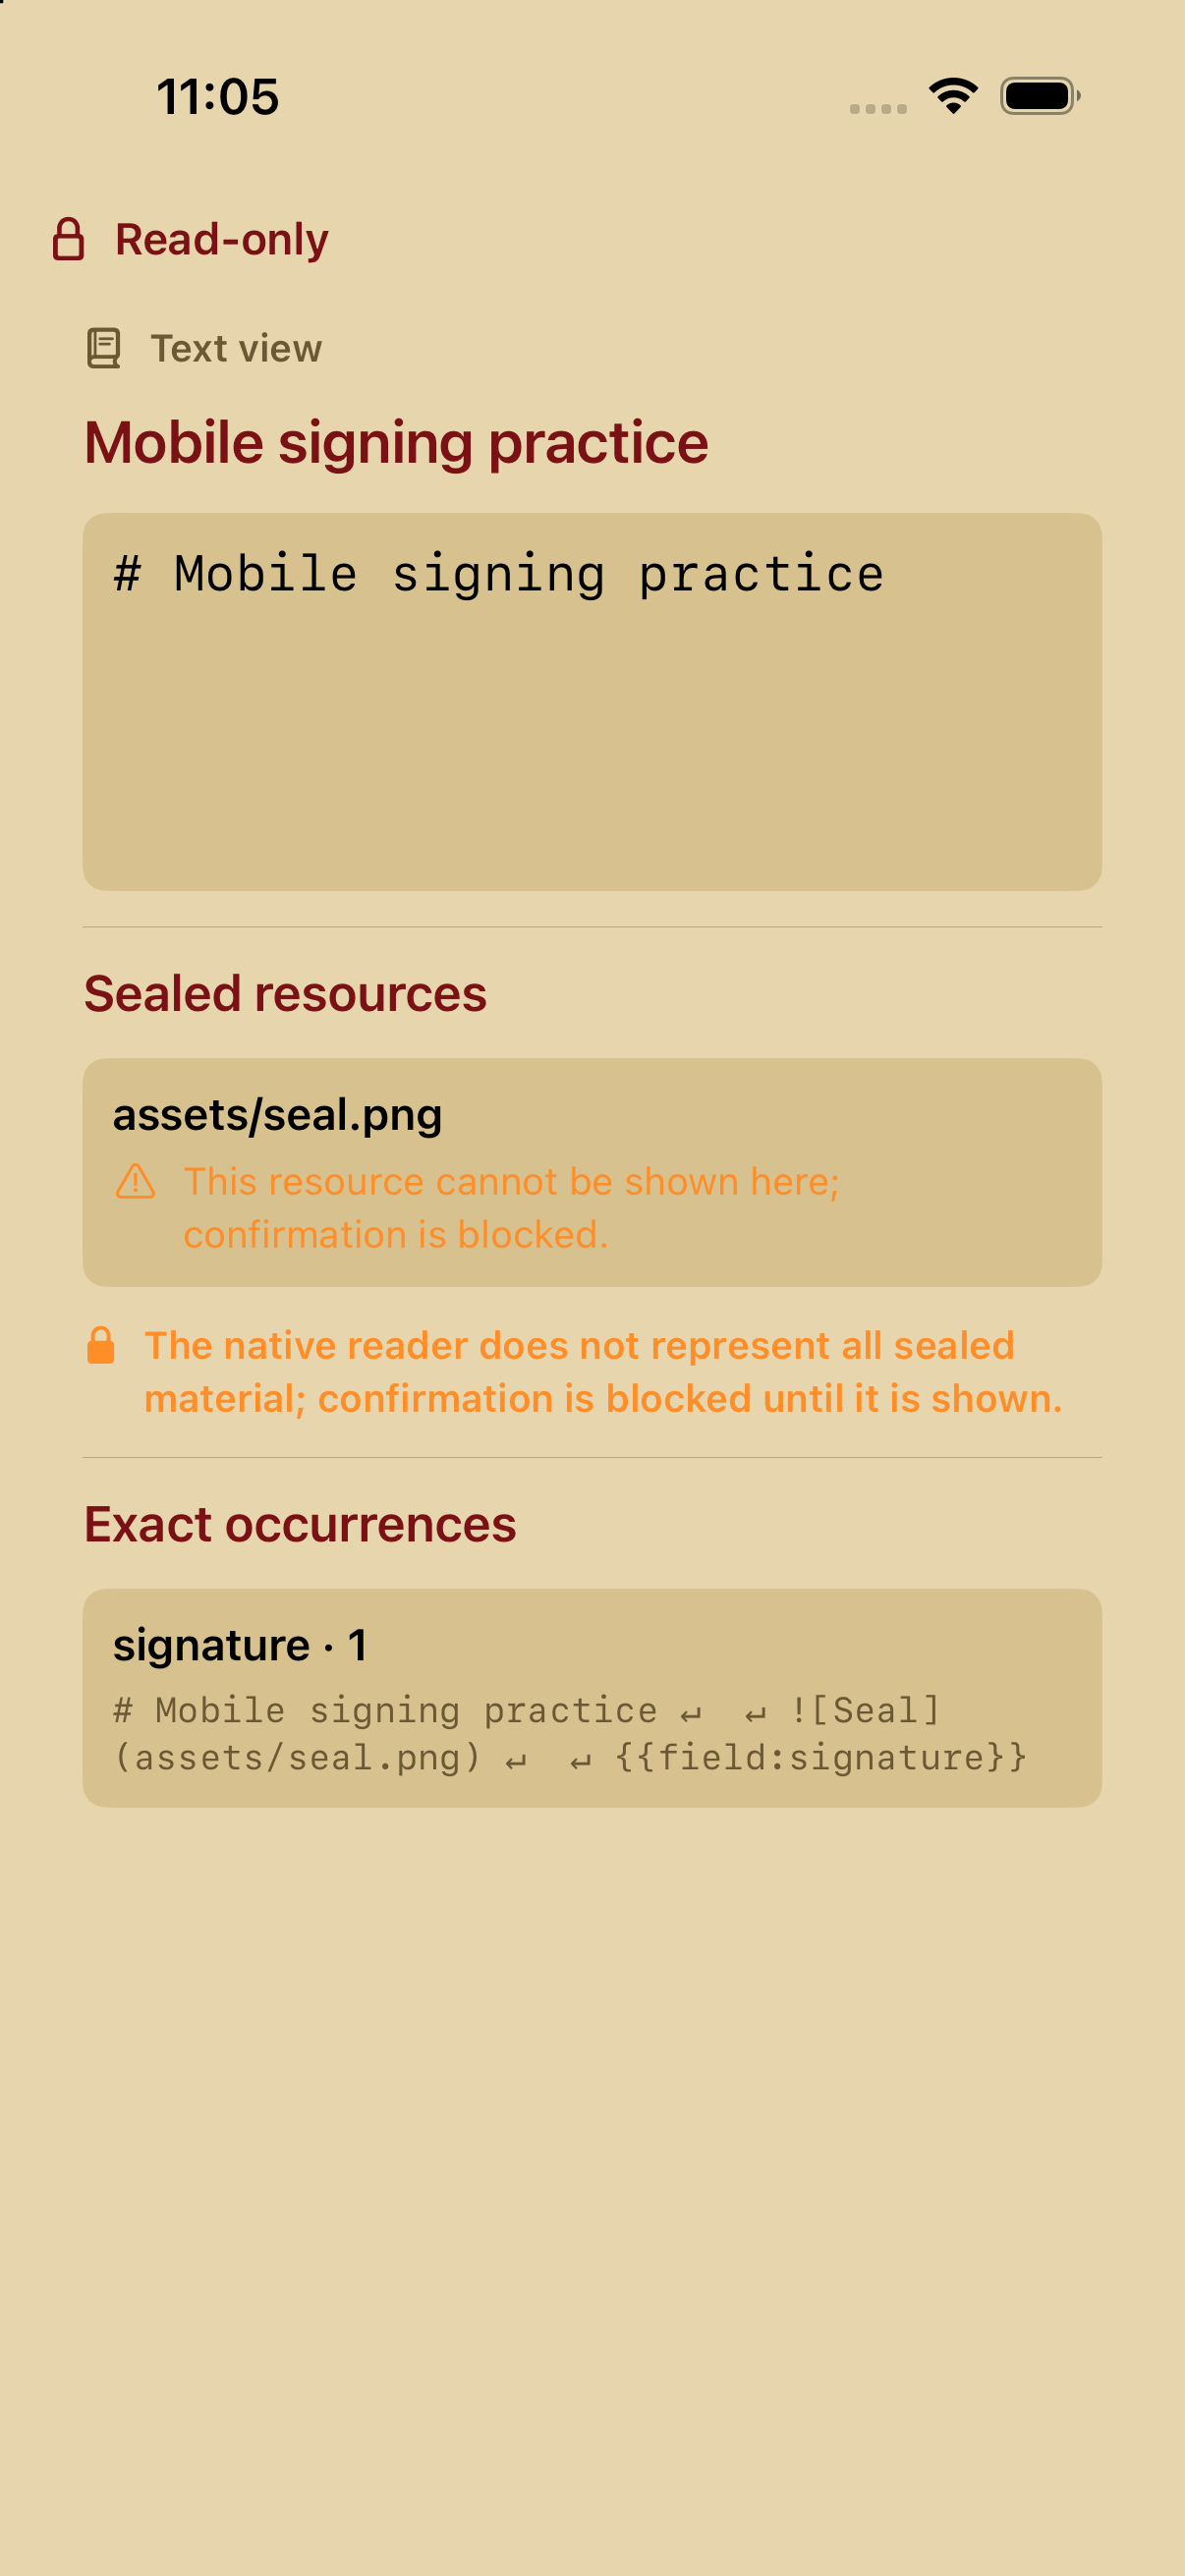 11:05
Read-only
Text view
Mobile signing practice
# Mobile signing practice
Sealed resources
assets/seal.png
This resource cannot be shown here;
confirmation is blocked.
The native reader does not represent all sealed
material; confirmation is blocked until it is shown.
Exact occurrences
signature · 1
# Mobile signing practice ↵  ↵ ![Seal]
(assets/seal.png) ↵  ↵ {{field:signature}}